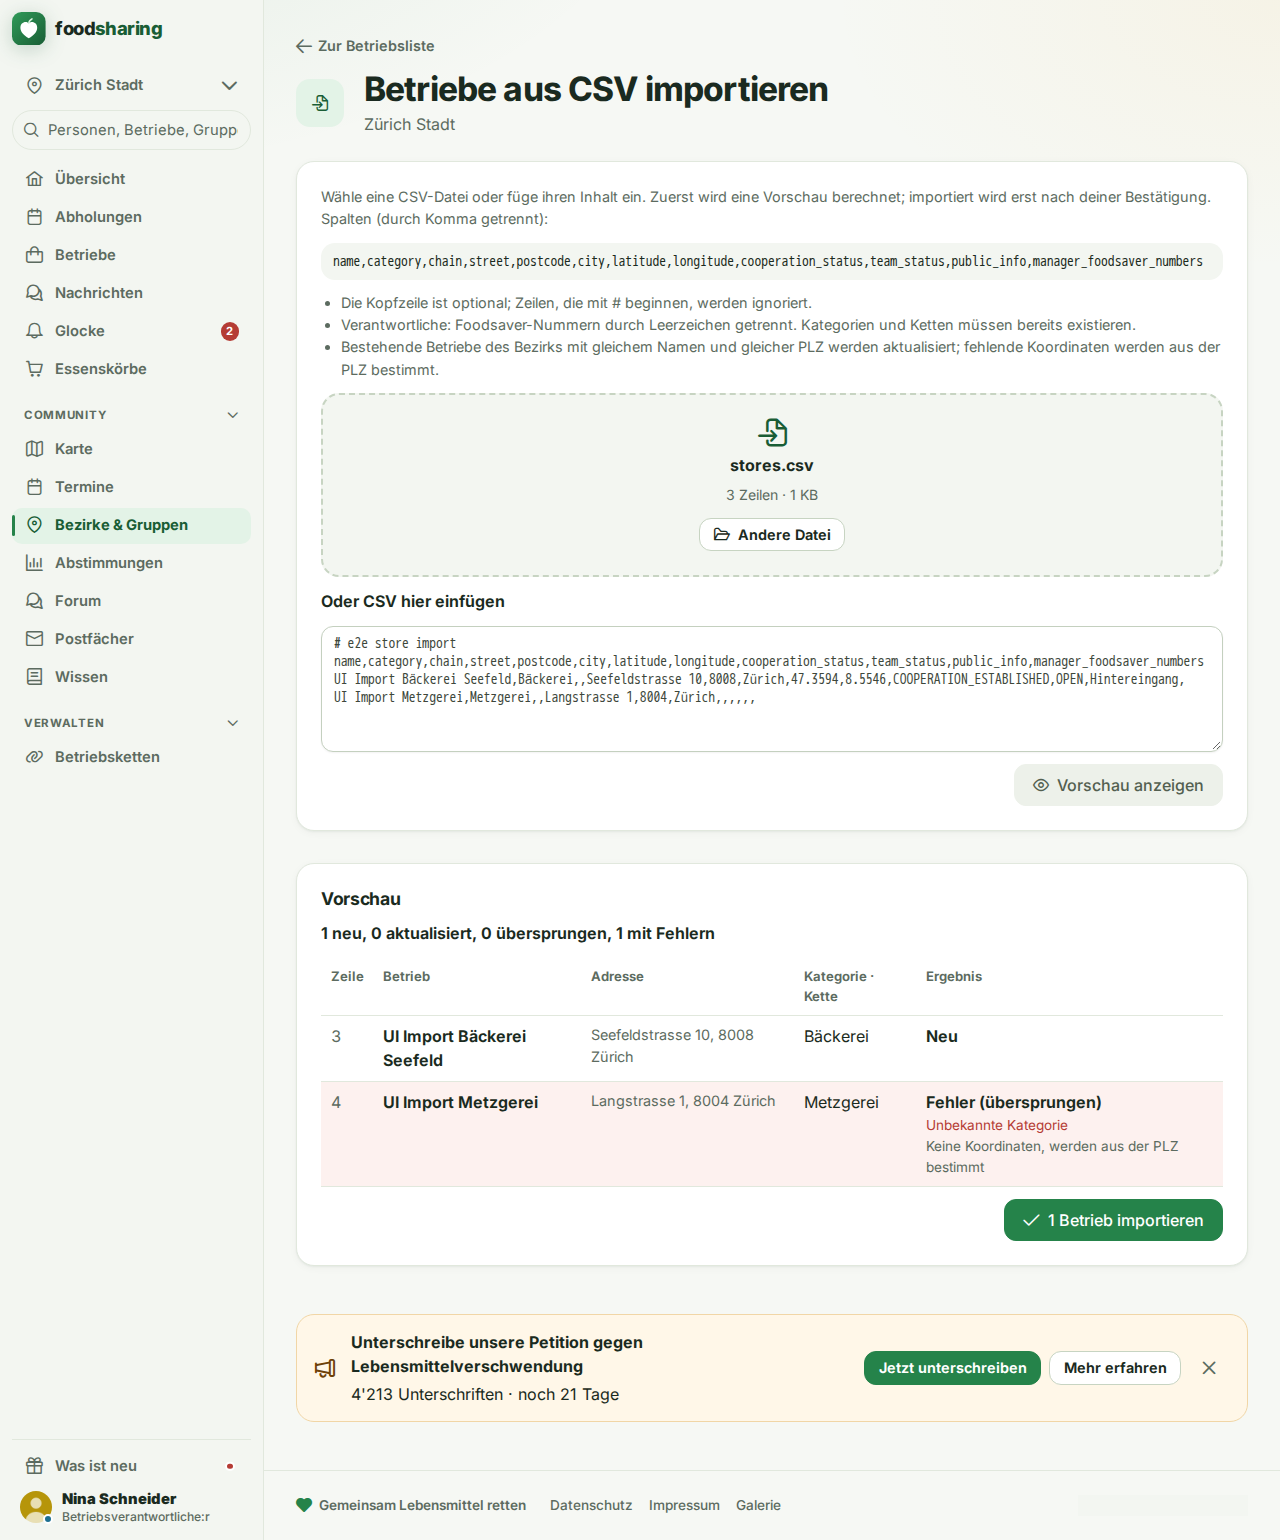 foodsharing
Zürich Stadt
Personen, Betriebe, Grupp
Übersicht
Abholungen
Betriebe
Nachrichten
Glocke 2
Essenskörbe
COMMUNITY
Karte
Termine
Bezirke & Gruppen
Abstimmungen
Forum
Postfächer
Wissen
VERWALTEN
Betriebsketten
Was ist neu
Nina Schneider
Betriebsverantwortliche:r
Zur Betriebsliste
Betriebe aus CSV importieren
Zürich Stadt
Wähle eine CSV-Datei oder füge ihren Inhalt ein. Zuerst wird eine Vorschau berechnet; importiert wird erst nach deiner Bestätigung.
Spalten (durch Komma getrennt):
name,category,chain,street,postcode,city,latitude,longitude,cooperation_status,team_status,public_info,manager_foodsaver_numbers
• Die Kopfzeile ist optional; Zeilen, die mit # beginnen, werden ignoriert.
• Verantwortliche: Foodsaver-Nummern durch Leerzeichen getrennt. Kategorien und Ketten müssen bereits existieren.
• Bestehende Betriebe des Bezirks mit gleichem Namen und gleicher PLZ werden aktualisiert; fehlende Koordinaten werden aus der
PLZ bestimmt.
stores.csv
3 Zeilen · 1 KB
Andere Datei
Oder CSV hier einfügen
# e2e store import
name,category,chain,street,postcode,city,latitude,longitude,cooperation_status,team_status,public_info,manager_foodsaver_numbers
UI Import Bäckerei Seefeld,Bäckerei,,Seefeldstrasse 10,8008,Zürich,47.3594,8.5546,COOPERATION_ESTABLISHED,OPEN,Hintereingang,
UI Import Metzgerei,Metzgerei,,Langstrasse 1,8004,Zürich,,,,,,
Vorschau anzeigen
Vorschau
1 neu, 0 aktualisiert, 0 übersprungen, 1 mit Fehlern
Zeile Betrieb Adresse Kategorie · Ergebnis
Kette
3 UI Import Bäckerei Seefeldstrasse 10, 8008 Bäckerei Neu
Seefeld Zürich
4 UI Import Metzgerei Langstrasse 1, 8004 Zürich Metzgerei Fehler (übersprungen)
Unbekannte Kategorie
Keine Koordinaten, werden aus der PLZ
bestimmt
1 Betrieb importieren
Unterschreibe unsere Petition gegen
Lebensmittelverschwendung
4'213 Unterschriften · noch 21 Tage
Jetzt unterschreiben Mehr erfahren
Gemeinsam Lebensmittel retten Datenschutz Impressum Galerie